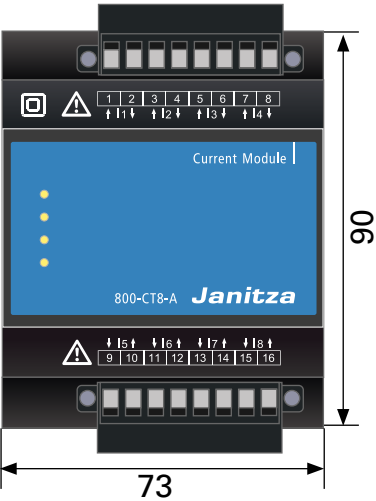 1 2 3 4 5 6 7 8
↑ I1 ↓ ↑ I2 ↓ ↑ I3 ↓ ↑ I4 ↓
Current Module
90
800-CT8-A Janitza
↓ I5 ↑ ↓ I6 ↑ ↓ I7 ↑ ↓ I8 ↑
9 10 11 12 13 14 15 16
73